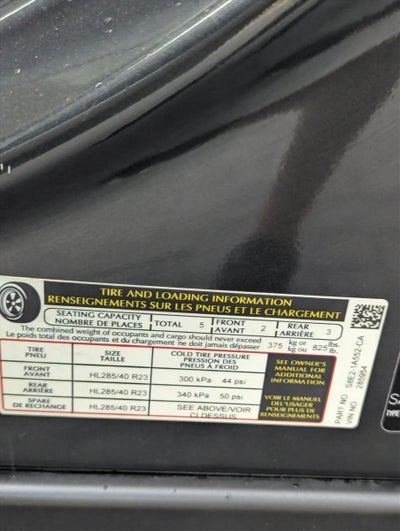 TIRE AND LOADING INFORMATION
RENSEIGNEMENTS SUR LES PNEUS ET LE CHARGEMENT
SEATING CAPACITY
NOMBRE DE PLACES
TOTAL 5
FRONT
AVANT 2
REAR
ARRIÈRE 3
The combined weight of occupants and cargo should never exceed
Le poids total des occupants et du chargement ne doit jamais dépasser
375 kg or 825 lbs.
kg ou lb.
TIRE
PNEU
SIZE
TAILLE
COLD TIRE PRESSURE
PRESSION DES
PNEUS À FROID
SEE OWNER'S
MANUAL FOR
ADDITIONAL
INFORMATION
VOIR LE MANUEL
DE L'USAGER
POUR PLUS DE
RENSEIGNEMENTS
FRONT
AVANT
HL285/40 R23
300 kPa 44 psi
REAR
ARRIÈRE
HL285/40 R23
340 kPa 50 psi
SPARE
DE RECHANGE
HL285/40 R23
SEE ABOVE/VOIR
CI-DESSUS
PART NO
VIN NO 285954